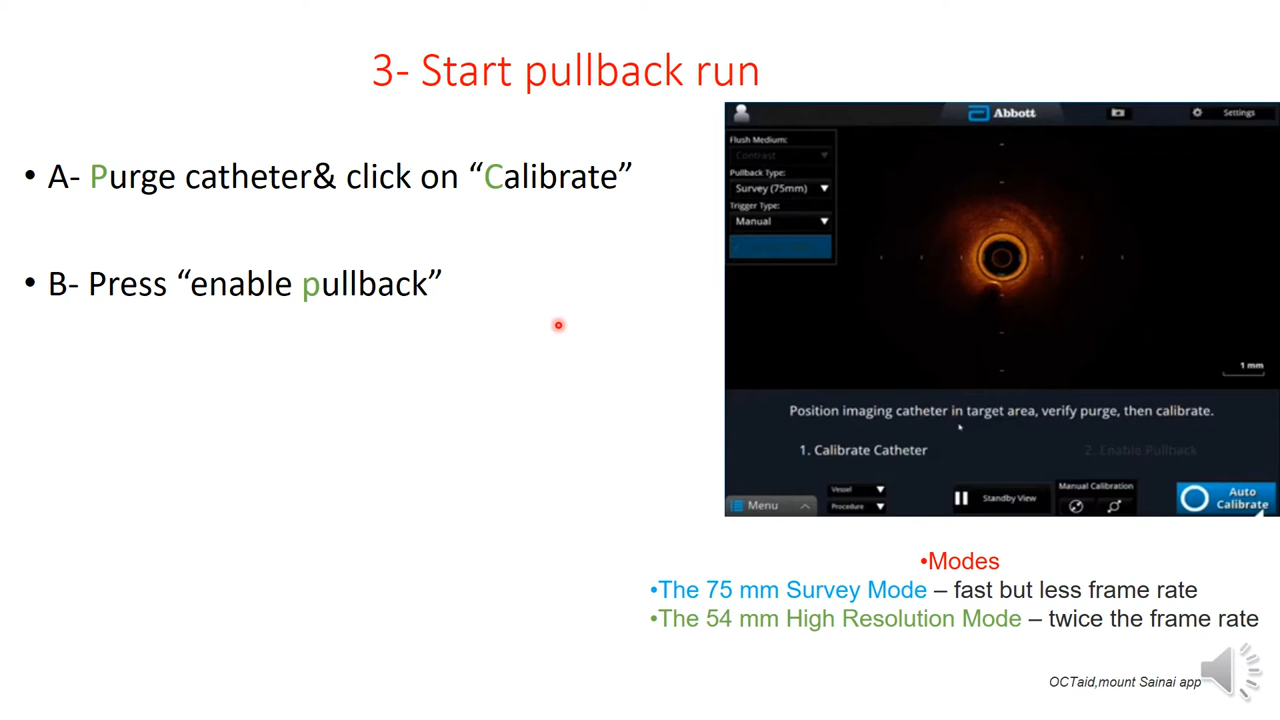 3- Start pullback run
• A- Purge catheter& click on “Calibrate”
• B- Press “enable pullback”
Abbott
Settings
Flush Medium:
Contrast
Pullback Type:
Survey (75mm)
Trigger Type:
Manual
1 mm
Position imaging catheter in target area, verify purge, then calibrate.
1. Calibrate Catheter
2. Enable Pullback
Menu
Vessel
Procedure
Standby View
Manual Calibration
Auto
Calibrate
•Modes
•The 75 mm Survey Mode – fast but less frame rate
•The 54 mm High Resolution Mode – twice the frame rate
OCTaid,mount Sainai app